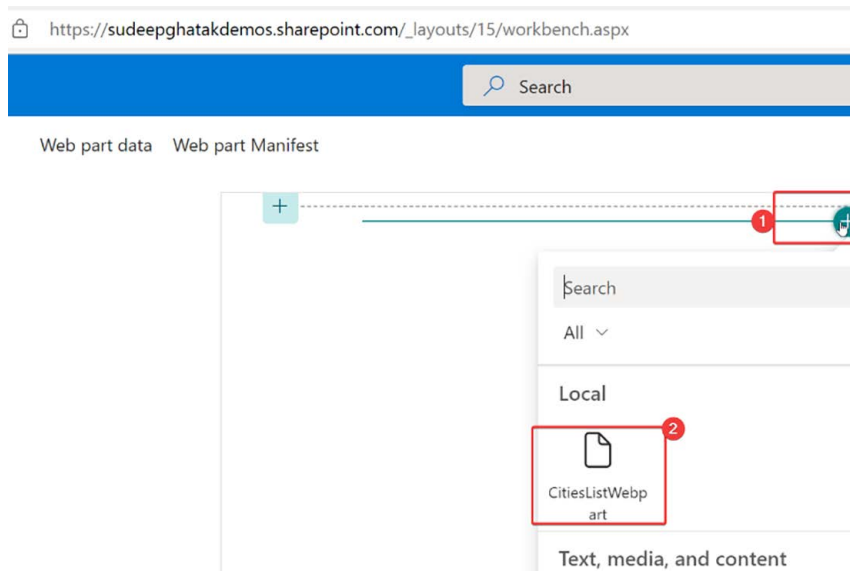 https://sudeepghatakdemos.sharepoint.com/_layouts/15/workbench.aspx
Search
Web part data Web part Manifest
1
Search
All
Local
2
CitiesListWebp
art
Text, media, and content